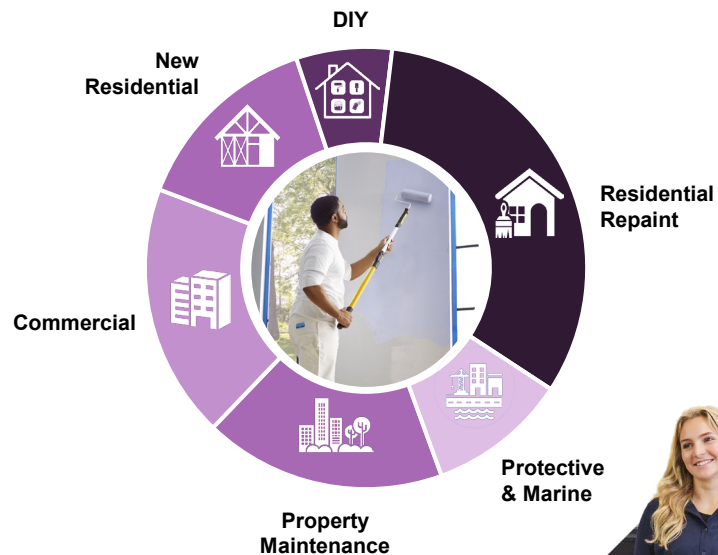 DIY
New
Residential
Residential
Repaint
Commercial
Protective
& Marine
Property
Maintenance